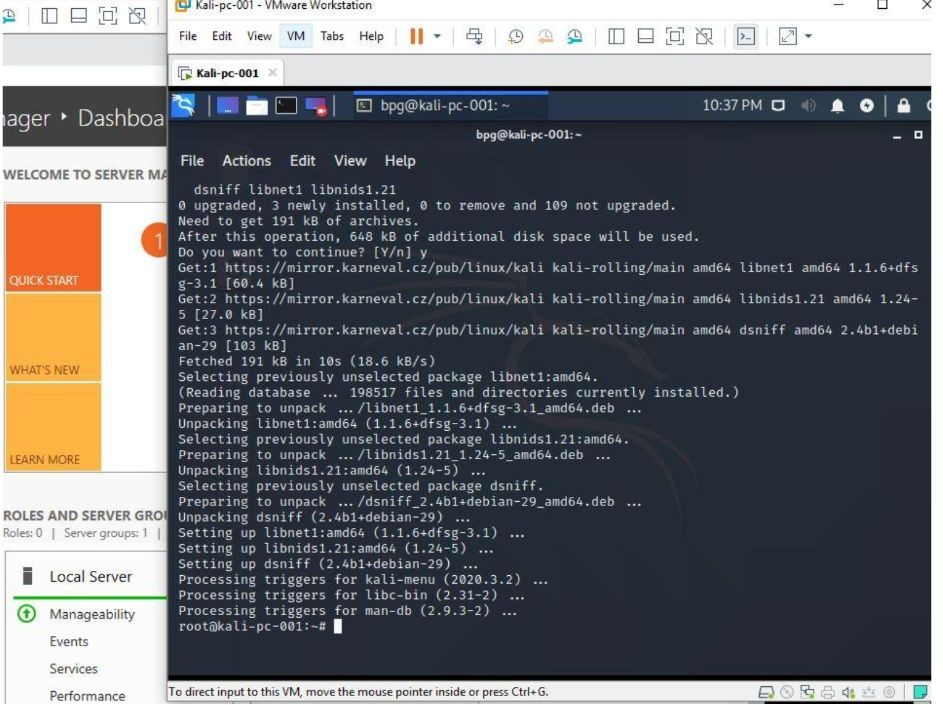 Kali-pc-001 - VMware Workstation
File Edit View VM Tabs Help
Kali-pc-001
bpg@kali-pc-001: ~
10:37 PM
bpg@kali-pc-001:~
File Actions Edit View Help
dsniff libnet1 libnids1.21
0 upgraded, 3 newly installed, 0 to remove and 109 not upgraded.
Need to get 191 kB of archives.
After this operation, 648 kB of additional disk space will be used.
Do you want to continue? [Y/n] y
Get:1 https://mirror.karneval.cz/pub/linux/kali kali-rolling/main amd64 libnet1 amd64 1.1.6+dfs
g-3.1 [60.4 kB]
Get:2 https://mirror.karneval.cz/pub/linux/kali kali-rolling/main amd64 libnids1.21 amd64 1.24-
5 [27.0 kB]
Get:3 https://mirror.karneval.cz/pub/linux/kali kali-rolling/main amd64 dsniff amd64 2.4b1+debi
an-29 [103 kB]
Fetched 191 kB in 10s (18.6 kB/s)
Selecting previously unselected package libnet1:amd64.
(Reading database ... 198517 files and directories currently installed.)
Preparing to unpack .../libnet1_1.1.6+dfsg-3.1_amd64.deb ...
Unpacking libnet1:amd64 (1.1.6+dfsg-3.1) ...
Selecting previously unselected package libnids1.21:amd64.
Preparing to unpack .../libnids1.21_1.24-5_amd64.deb ...
Unpacking libnids1.21:amd64 (1.24-5) ...
Selecting previously unselected package dsniff.
Preparing to unpack .../dsniff_2.4b1+debian-29_amd64.deb ...
Unpacking dsniff (2.4b1+debian-29) ...
Setting up libnet1:amd64 (1.1.6+dfsg-3.1) ...
Setting up libnids1.21:amd64 (1.24-5) ...
Setting up dsniff (2.4b1+debian-29) ...
Processing triggers for kali-menu (2020.3.2) ...
Processing triggers for libc-bin (2.31-2) ...
Processing triggers for man-db (2.9.3-2) ...
root@kali-pc-001:~#
To direct input to this VM, move the mouse pointer inside or press Ctrl+G.
nager Dashboa
WELCOME TO SERVER MA
1
QUICK START
WHAT'S NEW
LEARN MORE
ROLES AND SERVER GROU
Roles: 0 | Server groups: 1 |
Local Server
Manageability
Events
Services
Performance